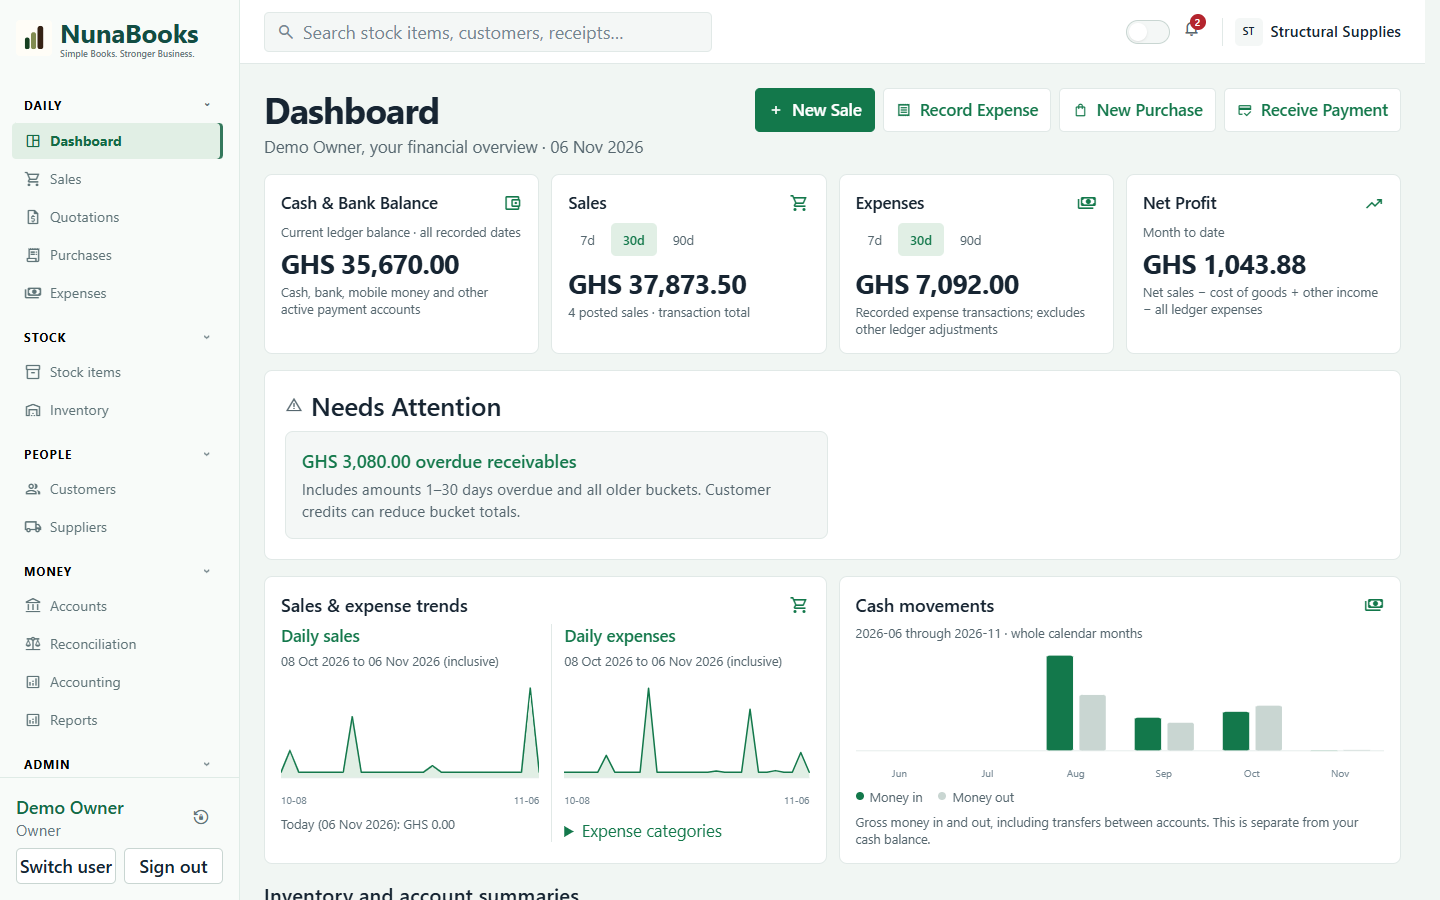 NunaBooks
Simple Books. Stronger Business.
DAILY
Dashboard
Sales
Quotations
Purchases
Expenses
STOCK
Stock items
Inventory
PEOPLE
Customers
Suppliers
MONEY
Accounts
Reconciliation
Accounting
Reports
ADMIN
Demo Owner
Owner
Switch user
Sign out
Search stock items, customers, receipts...
2
ST
Structural Supplies
Dashboard
Demo Owner, your financial overview · 06 Nov 2026
+ New Sale
Record Expense
New Purchase
Receive Payment
Cash & Bank Balance
Current ledger balance · all recorded dates
GHS 35,670.00
Cash, bank, mobile money and other
active payment accounts
Sales
7d 30d 90d
GHS 37,873.50
4 posted sales · transaction total
Expenses
7d 30d 90d
GHS 7,092.00
Recorded expense transactions; excludes
other ledger adjustments
Net Profit
Month to date
GHS 1,043.88
Net sales − cost of goods + other income
− all ledger expenses
Needs Attention
GHS 3,080.00 overdue receivables
Includes amounts 1–30 days overdue and all older buckets. Customer
credits can reduce bucket totals.
Sales & expense trends
Daily sales
08 Oct 2026 to 06 Nov 2026 (inclusive)
10-08 11-06
Today (06 Nov 2026): GHS 0.00
Daily expenses
08 Oct 2026 to 06 Nov 2026 (inclusive)
10-08 11-06
Expense categories
Cash movements
2026-06 through 2026-11 · whole calendar months
Jun Jul Aug Sep Oct Nov
Money in Money out
Gross money in and out, including transfers between accounts. This is separate from your
cash balance.
Inventory and account summaries